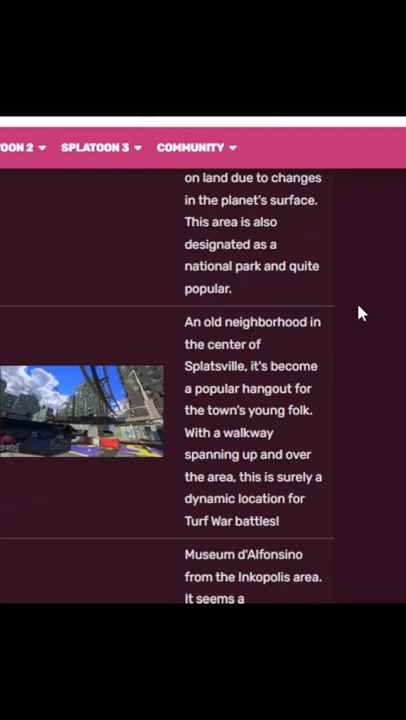 OON 2
SPLATOON 3
COMMUNITY
on land due to changes
in the planet's surface.
This area is also
designated as a
national park and quite
popular.
An old neighborhood in
the center of
Splatsville, it's become
a popular hangout for
the town's young folk.
With a walkway
spanning up and over
the area, this is surely a
dynamic location for
Turf War battles!
Museum d'Alfonsino
from the Inkopolis area.
It seems a